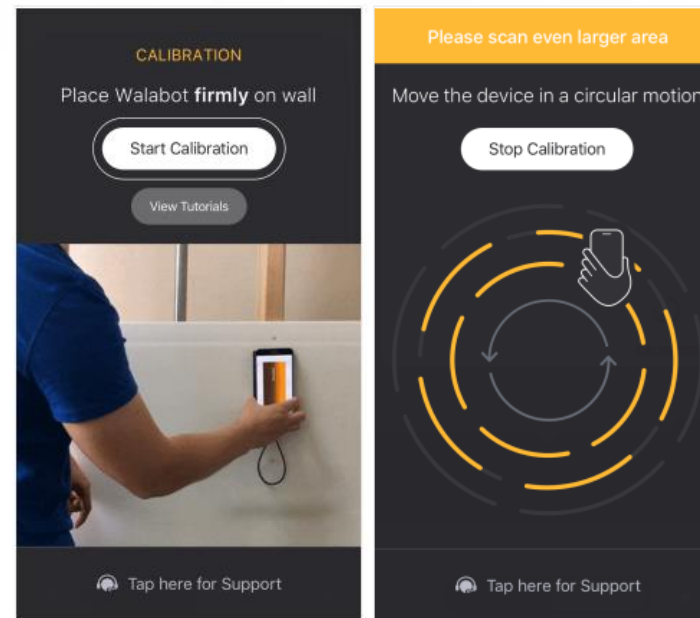 CALIBRATION
Place Walabot firmly on wall
Start Calibration
View Tutorials
Tap here for Support
Please scan even larger area
Move the device in a circular motion
Stop Calibration
Tap here for Support